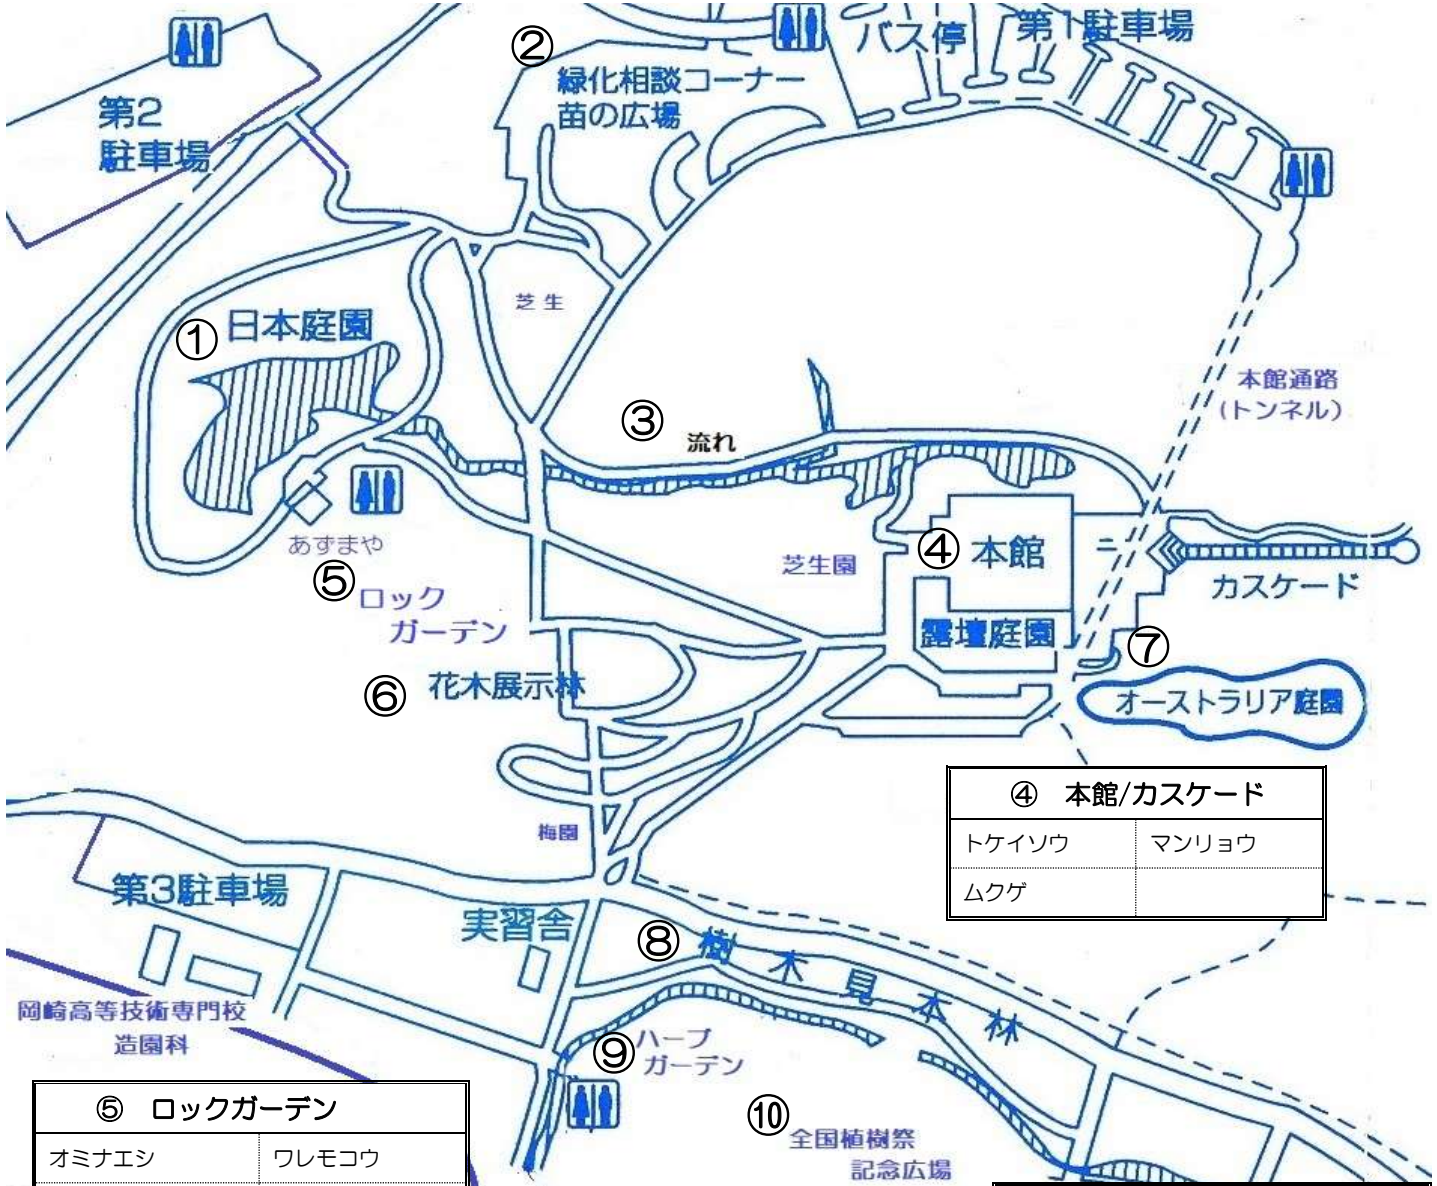 ②
バス停
第1駐車場
緑化相談コーナー
苗の広場
第2
駐車場
芝生
①
日本庭園
本館通路
(トンネル)
③
流れ
あずまや
芝生園
④
本館
カスケード
⑤
ロック
ガーデン
露壇庭園
⑦
⑥
花木展示林
オーストラリア庭園
④ 本館/カスケード
トケイソウ
マンリョウ
ムクゲ
梅園
第3駐車場
実習舎
⑧
樹木見本林
岡崎高等技術専門校
造園科
⑨
ハーブ
ガーデン
⑩
全国植樹祭
記念広場
⑤ ロックガーデン
オミナエシ
ワレモコウ